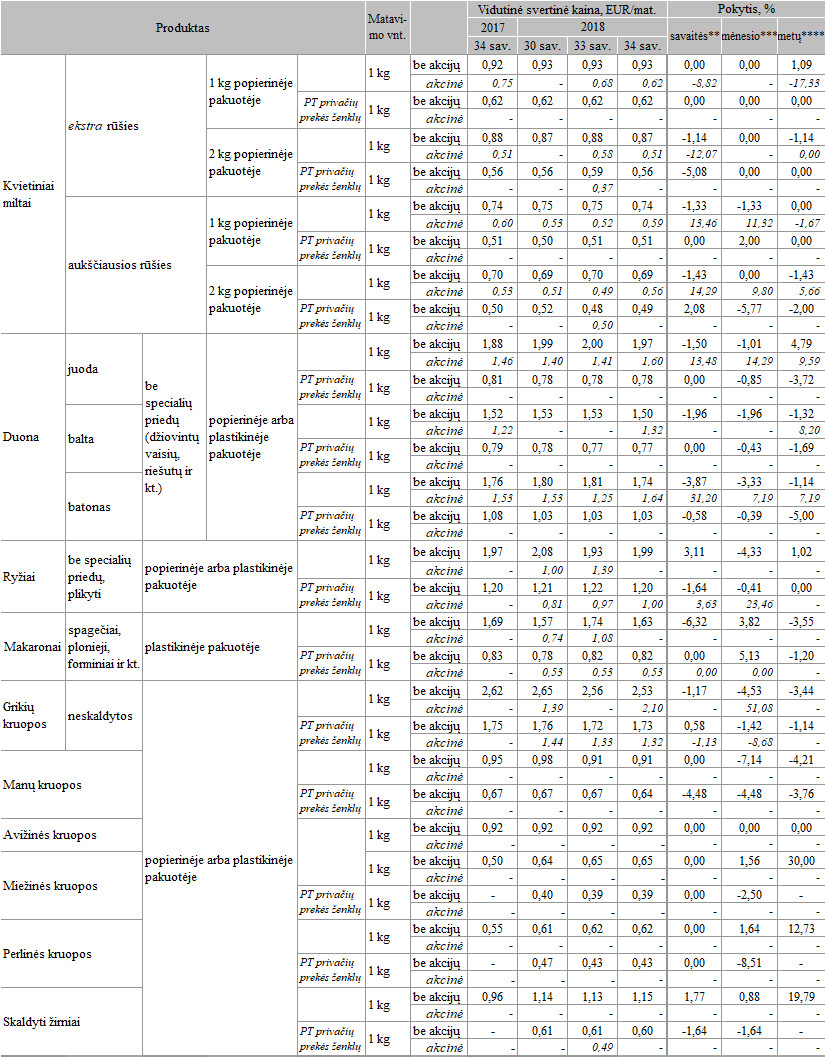 Produktas Matavi-mo vnt. Vidutinė svertinė kaina, EUR/mat. Pokytis, %
2017 2018 savaitės** mėnesio*** metų****
34 sav. 30 sav. 33 sav. 34 sav.
Kvietiniai miltai ekstra rūšies 1 kg popierinėje pakuotėje 1 kg be akcijų 0,92 0,93 0,93 0,93 0,00 0,00 1,09
akcinė 0,75 - 0,68 0,62 -8,82 - -17,33
PT privačių prekės ženklų 1 kg be akcijų 0,62 0,62 0,62 0,62 0,00 0,00 0,00
akcinė - - - - - - -
2 kg popierinėje pakuotėje 1 kg be akcijų 0,88 0,87 0,88 0,87 -1,14 0,00 -1,14
akcinė 0,51 - 0,58 0,51 -12,07 - 0,00
PT privačių prekės ženklų 1 kg be akcijų 0,56 0,56 0,59 0,56 -5,08 0,00 0,00
akcinė - - 0,37 - - - -
aukščiausios rūšies 1 kg popierinėje pakuotėje 1 kg be akcijų 0,74 0,75 0,75 0,74 -1,33 -1,33 0,00
akcinė 0,60 0,53 0,52 0,59 13,46 11,32 -1,67
PT privačių prekės ženklų 1 kg be akcijų 0,51 0,50 0,51 0,51 0,00 2,00 0,00
akcinė - - - - - - -
2 kg popierinėje pakuotėje 1 kg be akcijų 0,70 0,69 0,70 0,69 -1,43 0,00 -1,43
akcinė 0,53 0,51 0,49 0,56 14,29 9,80 5,66
PT privačių prekės ženklų 1 kg be akcijų 0,50 0,52 0,48 0,49 2,08 -5,77 -2,00
akcinė - - 0,50 - - - -
Duona juoda be specialių priedų (džiovintų vaisių, riešutų ir kt.) popierinėje arba plastikinėje pakuotėje 1 kg be akcijų 1,88 1,99 2,00 1,97 -1,50 -1,01 4,79
akcinė 1,46 1,40 1,41 1,60 13,48 14,29 9,59
PT privačių prekės ženklų 1 kg be akcijų 0,81 0,78 0,78 0,78 0,00 -0,85 -3,72
akcinė - - - - - - -
balta 1 kg be akcijų 1,52 1,53 1,53 1,50 -1,96 -1,96 -1,32
akcinė 1,22 - - 1,32 - - 8,20
PT privačių prekės ženklų 1 kg be akcijų 0,79 0,78 0,77 0,77 0,00 -0,43 -1,69
akcinė - - - - - - -
batonas 1 kg be akcijų 1,76 1,80 1,81 1,74 -3,87 -3,33 -1,14
akcinė 1,53 1,53 1,25 1,64 31,20 7,19 7,19
PT privačių prekės ženklų 1 kg be akcijų 1,08 1,03 1,03 1,03 -0,58 -0,39 -5,00
akcinė - - - - - - -
Ryžiai be specialių priedų, plikyti popierinėje arba plastikinėje pakuotėje 1 kg be akcijų 1,97 2,08 1,93 1,99 3,11 -4,33 1,02
akcinė - 1,00 1,39 - - - -
PT privačių prekės ženklų 1 kg be akcijų 1,20 1,21 1,22 1,20 -1,64 -0,41 0,00
akcinė - 0,81 0,97 1,00 3,63 23,46 -
Makaronai spagečiai, plonieji, forminiai ir kt. plastikinėje pakuotėje 1 kg be akcijų 1,69 1,57 1,74 1,63 -6,32 3,82 -3,55
akcinė - 0,74 1,08 - - - -
PT privačių prekės ženklų 1 kg be akcijų 0,83 0,78 0,82 0,82 0,00 5,13 -1,20
akcinė - 0,53 0,53 0,53 0,00 0,00 -
Grikių kruopos neskaldytos popierinėje arba plastikinėje pakuotėje 1 kg be akcijų 2,62 2,65 2,56 2,53 -1,17 -4,53 -3,44
akcinė - 1,39 - 2,10 - 51,08 -
PT privačių prekės ženklų 1 kg be akcijų 1,75 1,76 1,72 1,73 0,58 -1,42 -1,14
akcinė - 1,44 1,33 1,32 -1,13 -8,68 -
Manų kruopos 1 kg be akcijų 0,95 0,98 0,91 0,91 0,00 -7,14 -4,21
akcinė - - - - - - -
PT privačių prekės ženklų 1 kg be akcijų 0,67 0,67 0,67 0,64 -4,48 -4,48 -3,76
akcinė - - - - - - -
Avižinės kruopos 1 kg be akcijų 0,92 0,92 0,92 0,92 0,00 0,00 0,00
akcinė - - - - - - -
Miežinės kruopos 1 kg be akcijų 0,50 0,64 0,65 0,65 0,00 1,56 30,00
akcinė - - - - - - -
PT privačių prekės ženklų 1 kg be akcijų - 0,40 0,39 0,39 0,00 -2,50 -
akcinė - - - - - - -
Perlinės kruopos 1 kg be akcijų 0,55 0,61 0,62 0,62 0,00 1,64 12,73
akcinė - - - - - - -
PT privačių prekės ženklų 1 kg be akcijų - 0,47 0,43 0,43 0,00 -8,51 -
akcinė - - - - - - -
Skaldyti žirniai 1 kg be akcijų 0,96 1,14 1,13 1,15 1,77 0,88 19,79
akcinė - - - - - - -
PT privačių prekės ženklų 1 kg be akcijų - 0,61 0,61 0,60 -1,64 -1,64 -
akcinė - - 0,49 - - - -